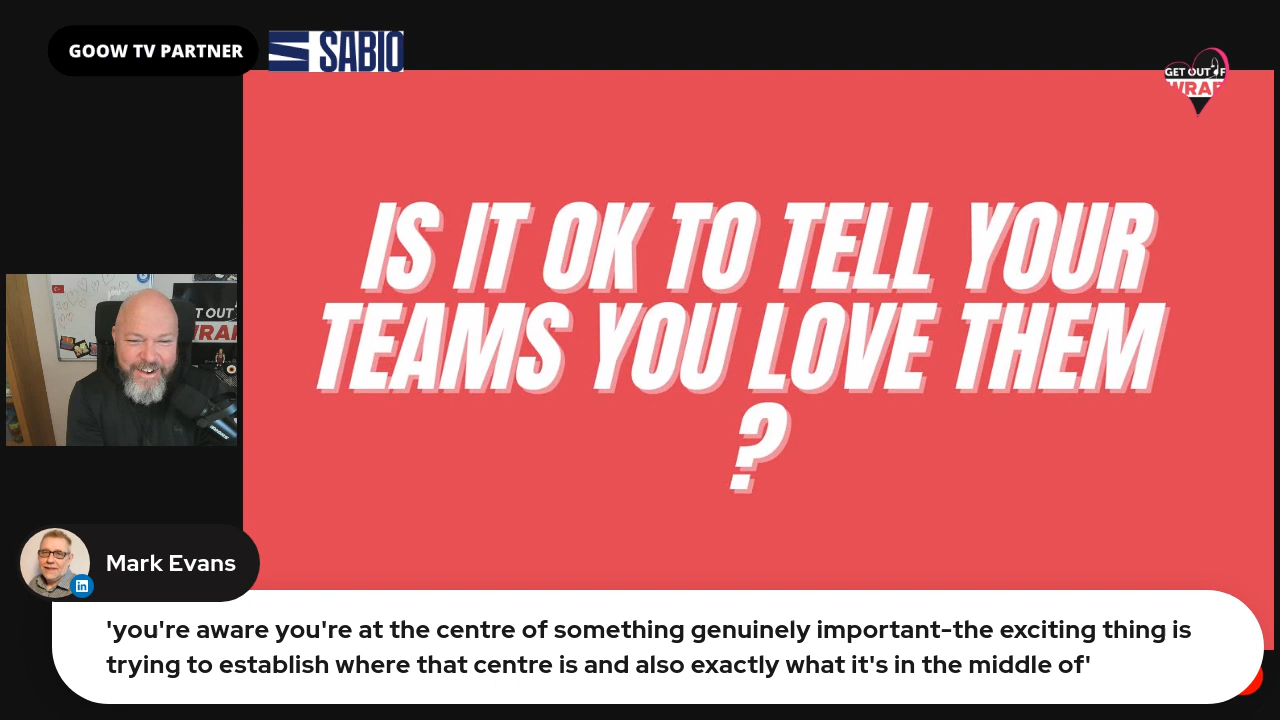 GOOW TV PARTNER
SABIO
GET OUT OF
WRAP
IS IT OK TO TELL YOUR
TEAMS YOU LOVE THEM
?
Mark Evans
in
'you're aware you're at the centre of something genuinely important-the exciting thing is
trying to establish where that centre is and also exactly what it's in the middle of'